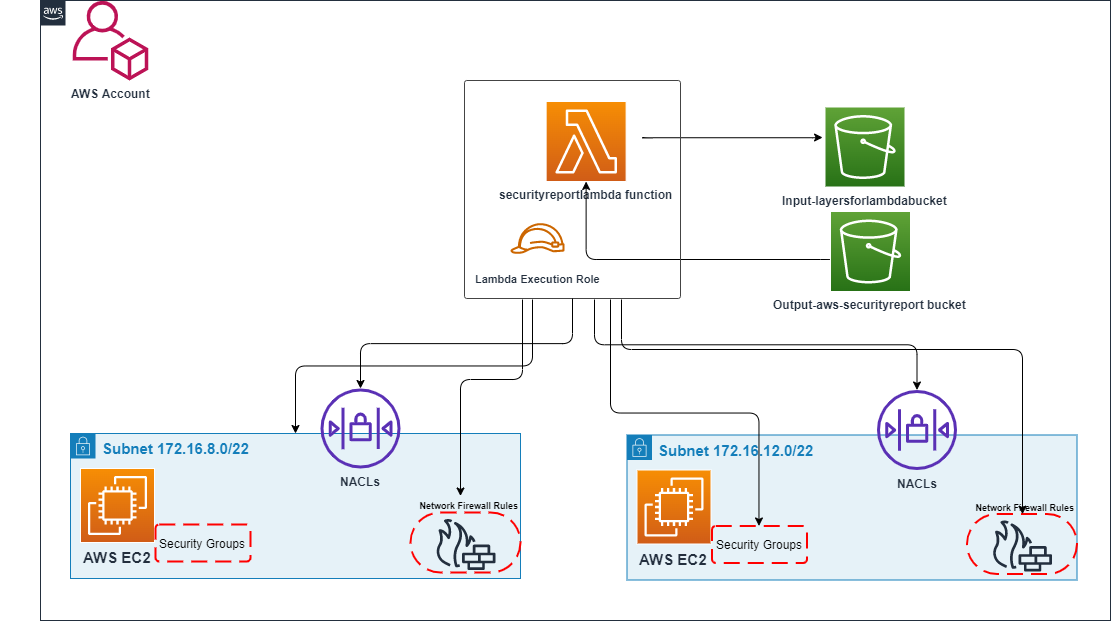 aws
AWS Account
securityreportlambda function
Lambda Execution Role
Input-layersforlambdabucket
Output-aws-securityreport bucket
Subnet 172.16.8.0/22
NACLs
Network Firewall Rules
AWS EC2
Security Groups
Subnet 172.16.12.0/22
NACLs
Network Firewall Rules
AWS EC2
Security Groups